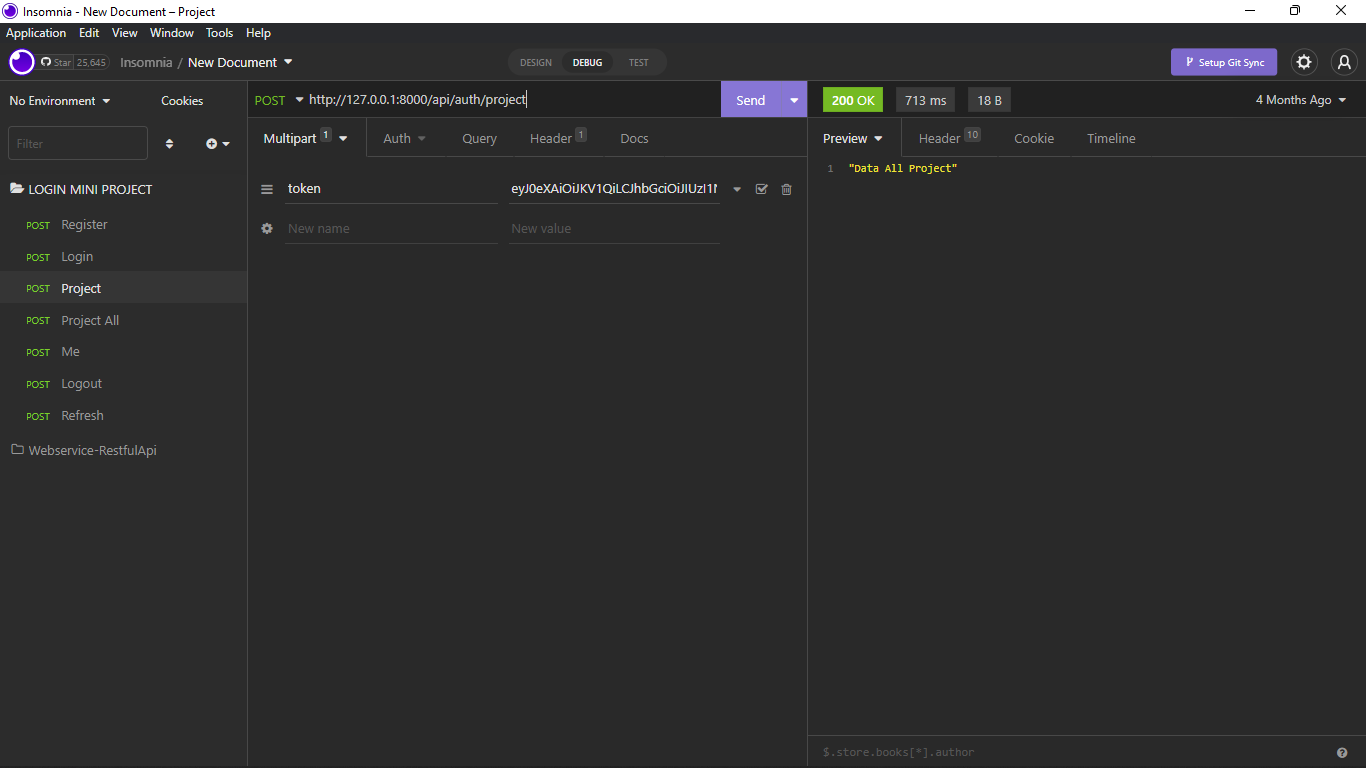 Insomnia - New Document – Project
Application Edit View Window Tools Help
Star 25,645 Insomnia / New Document DESIGN DEBUG TEST Setup Git Sync
No Environment Cookies POST http://127.0.0.1:8000/api/auth/project Send 200 OK 713 ms 18 B 4 Months Ago
Filter Multipart 1 Auth Query Header 1 Docs Preview Header 10 Cookie Timeline
1 "Data All Project"
LOGIN MINI PROJECT token
New name New value
POST Register
POST Login
POST Project
POST Project All
POST Me
POST Logout
POST Refresh
Webservice-RestfulApi
$.store.books[*].author